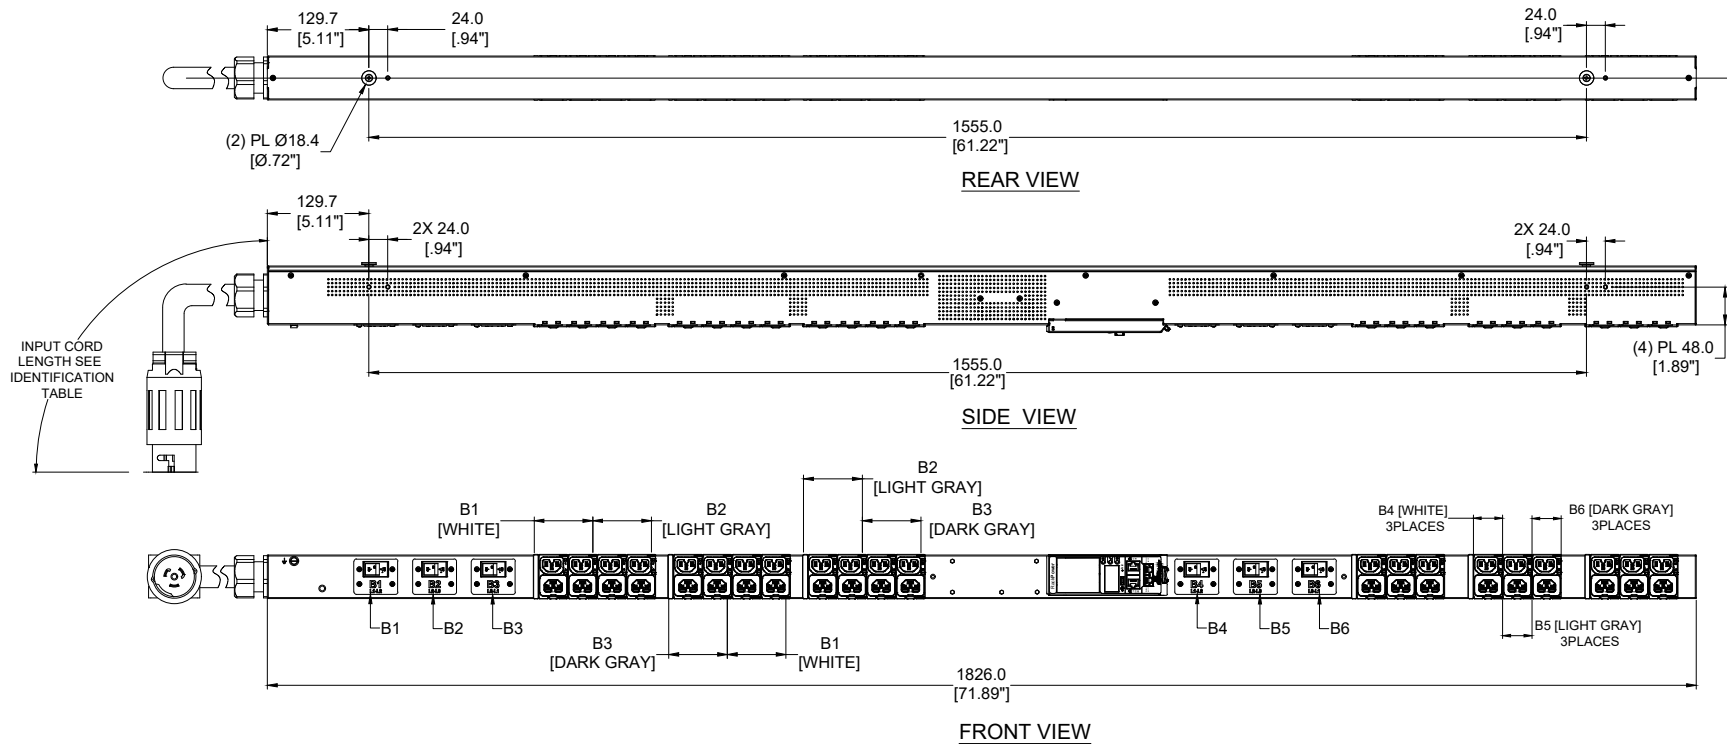 129.7
[5.11"]
24.0
[.94"]
24.0
[.94"]
(2) PL Ø18.4
[Ø.72"]
1555.0
[61.22"]
REAR VIEW
129.7
[5.11"]
2X 24.0
[.94"]
2X 24.0
[.94"]
INPUT CORD
LENGTH SEE
IDENTIFICATION
TABLE
1555.0
[61.22"]
(4) PL 48.0
[1.89"]
SIDE VIEW
B2
[LIGHT GRAY]
B1
[WHITE]
B2
[LIGHT GRAY]
B3
[DARK GRAY]
B4 [WHITE]
3PLACES
B6 [DARK GRAY]
3PLACES
B1
B2
B3
B4
B5
B6
B1
B2
B3
B4
B5
B6
B3
[DARK GRAY]
B1
[WHITE]
B5 [LIGHT GRAY]
3PLACES
1826.0
[71.89"]
FRONT VIEW